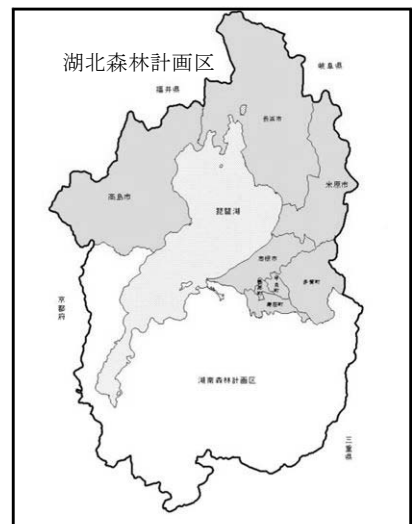 湖北森林計画区
岐阜県
福井県
長浜市
米原市
高島市
琵琶湖
彦根市
多賀町
京都府
湖南森林計画区
三重県